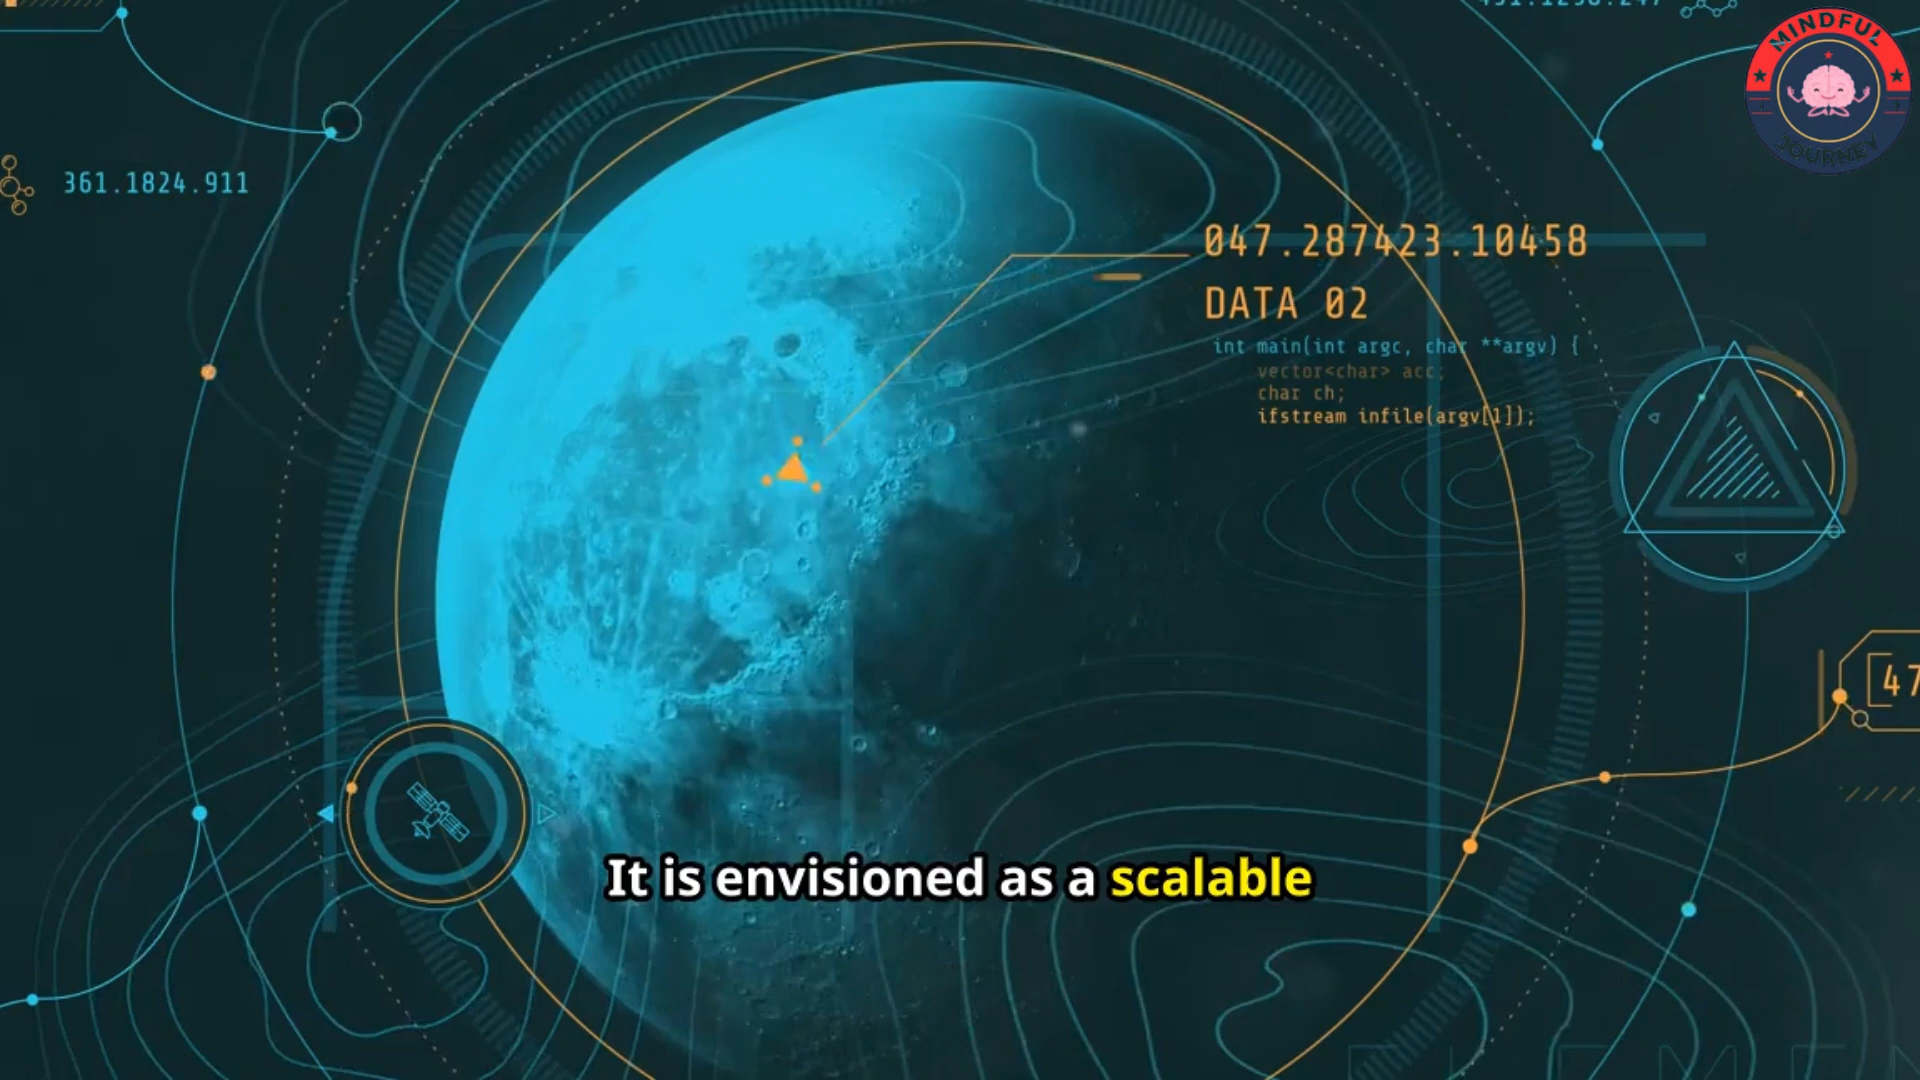 MINDFUL
JOURNEY
361.1824.911
047.287423.10458
DATA 02
int main(int argc, char **argv) {
vector<char> acc;
char ch;
ifstream infile(argv[1]);
[47
It is envisioned as a scalable